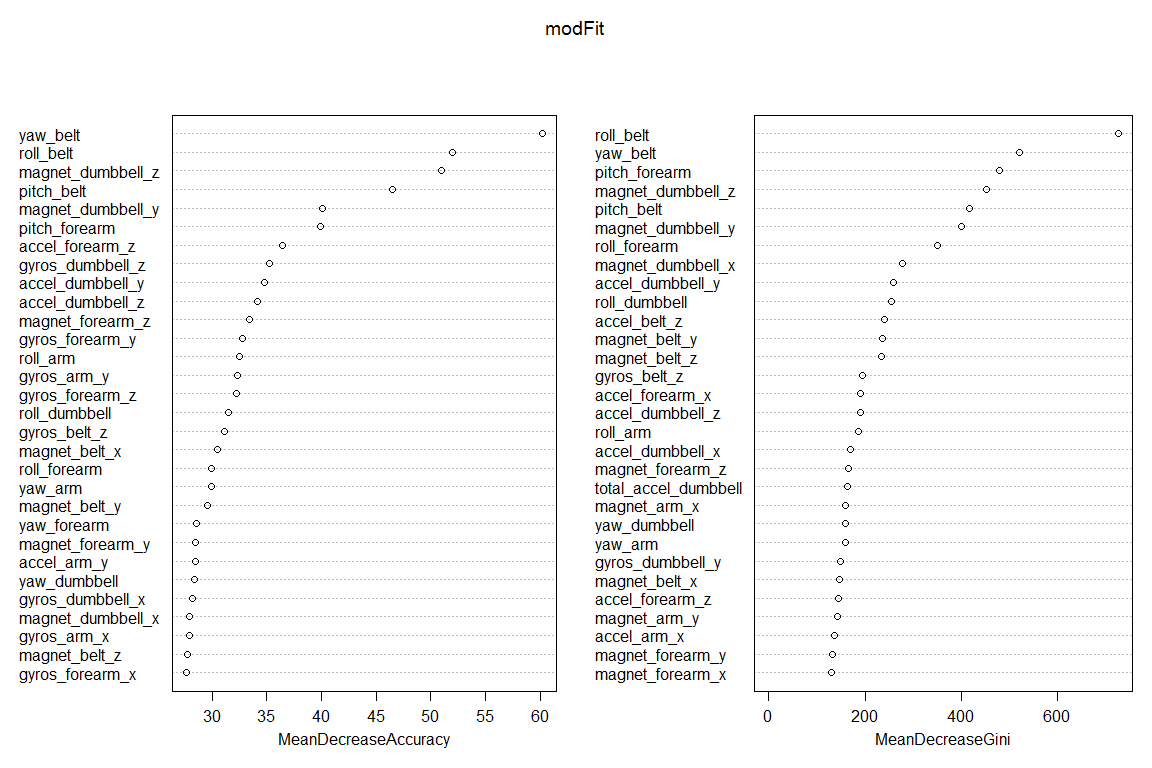 modFit
yaw_belt
roll_belt
magnet_dumbbell_z
pitch_belt
magnet_dumbbell_y
pitch_forearm
accel_forearm_z
gyros_dumbbell_z
accel_dumbbell_y
accel_dumbbell_z
magnet_forearm_z
gyros_forearm_y
roll_arm
gyros_arm_y
gyros_forearm_z
roll_dumbbell
gyros_belt_z
magnet_belt_x
roll_forearm
yaw_arm
magnet_belt_y
yaw_forearm
magnet_forearm_y
accel_arm_y
yaw_dumbbell
gyros_dumbbell_x
magnet_dumbbell_x
gyros_arm_x
magnet_belt_z
gyros_forearm_x
30 35 40 45 50 55 60
MeanDecreaseAccuracy
roll_belt
yaw_belt
pitch_forearm
magnet_dumbbell_z
pitch_belt
magnet_dumbbell_y
roll_forearm
magnet_dumbbell_x
accel_dumbbell_y
roll_dumbbell
accel_belt_z
magnet_belt_y
magnet_belt_z
gyros_belt_z
accel_forearm_x
accel_dumbbell_z
roll_arm
accel_dumbbell_x
magnet_forearm_z
total_accel_dumbbell
magnet_arm_x
yaw_dumbbell
yaw_arm
gyros_dumbbell_y
magnet_belt_x
accel_forearm_z
magnet_arm_y
accel_arm_x
magnet_forearm_y
magnet_forearm_x
0 200 400 600
MeanDecreaseGini